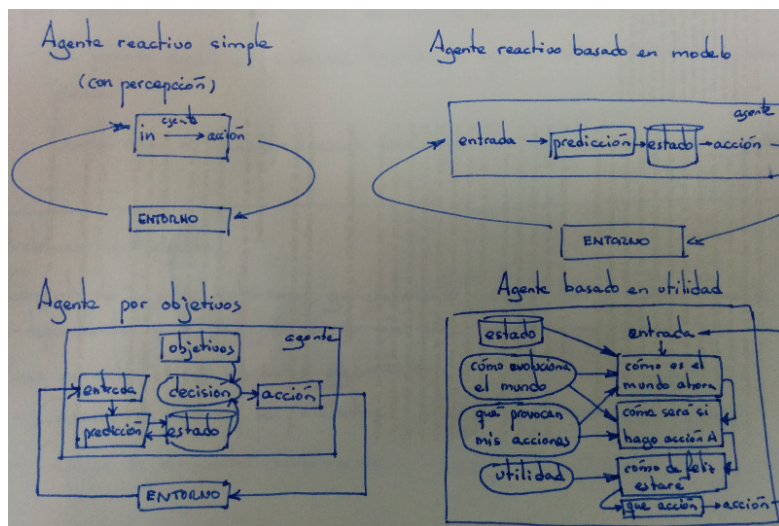 Agente reactivo simple
(con percepción)
agente
in → acción
ENTORNO
Agente reactivo basado en modelo
agente
entrada → predicción → estado → acción
ENTORNO
Agente por objetivos
agente
objetivos
entrada
decisión
acción
predicción
estado
ENTORNO
Agente basado en utilidad
estado
entrada
cómo evoluciona
el mundo
cómo es el
mundo ahora
qué provocan
mis acciones
cómo será si
hago acción A
utilidad
cómo de feliz
estaré
que acción → acción